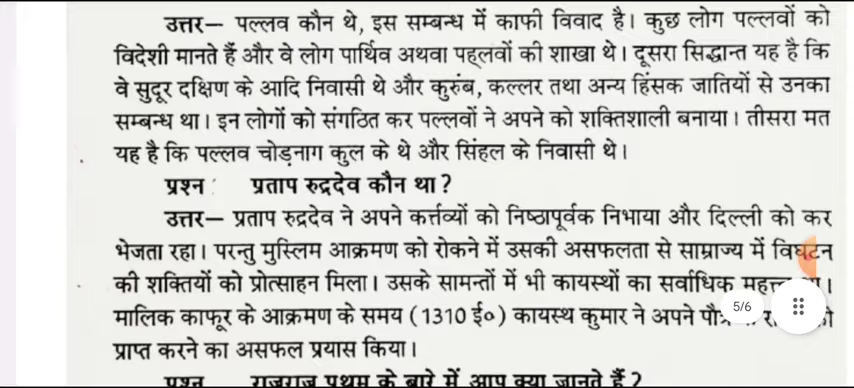 उत्तर— पल्लव कौन थे, इस सम्बन्ध में काफी विवाद है। कुछ लोग पल्लवों को
विदेशी मानते हैं और वे लोग पार्थिव अथवा पह्लवों की शाखा थे। दूसरा सिद्धान्त यह है कि
वे सुदूर दक्षिण के आदि निवासी थे और कुरुंब, कल्लर तथा अन्य हिंसक जातियों से उनका
सम्बन्ध था। इन लोगों को संगठित कर पल्लवों ने अपने को शक्तिशाली बनाया। तीसरा मत
यह है कि पल्लव चोड़नाग कुल के थे और सिंहल के निवासी थे।
प्रश्न प्रताप रुद्रदेव कौन था?
उत्तर— प्रताप रुद्रदेव ने अपने कर्त्तव्यों को निष्ठापूर्वक निभाया और दिल्ली को कर
भेजता रहा। परन्तु मुस्लिम आक्रमण को रोकने में उसकी असफलता से साम्राज्य में विघटन
की शक्तियों को प्रोत्साहन मिला। उसके सामन्तों में भी कायस्थों का सर्वाधिक
5/6
मालिक काफूर के आक्रमण के समय (1310 ई०) कायस्थ कुमार ने अपने
प्राप्त करने का असफल प्रयास किया।
प्रश्न राजराज प्रथम के बारे में आप क्या जानते हैं?